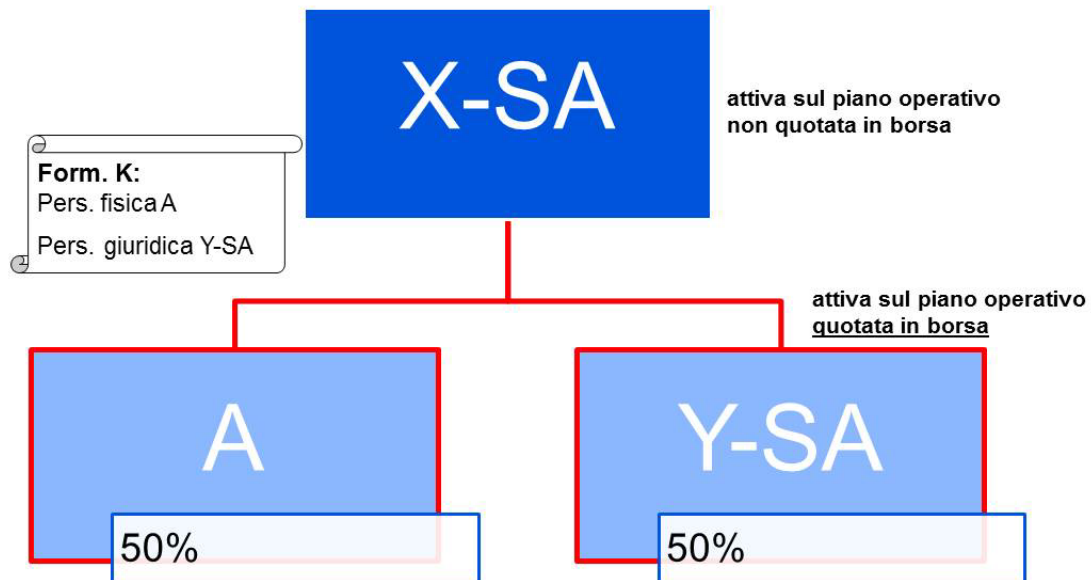 X-SA
attiva sul piano operativo
non quotata in borsa
Form. K:
Pers. fisica A
Pers. giuridica Y-SA
attiva sul piano operativo
quotata in borsa
A
Y-SA
50%
50%